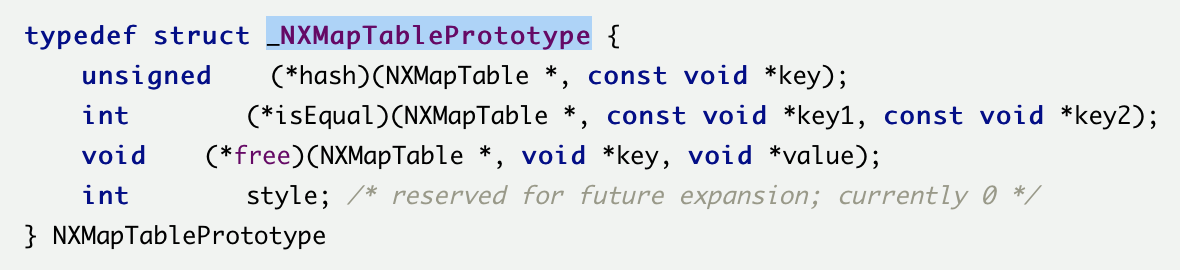 typedef struct _NXMapTablePrototype {
unsigned (*hash)(NXMapTable *, const void *key);
int (*isEqual)(NXMapTable *, const void *key1, const void *key2);
void (*free)(NXMapTable *, void *key, void *value);
int style; /* reserved for future expansion; currently 0 */
} NXMapTablePrototype